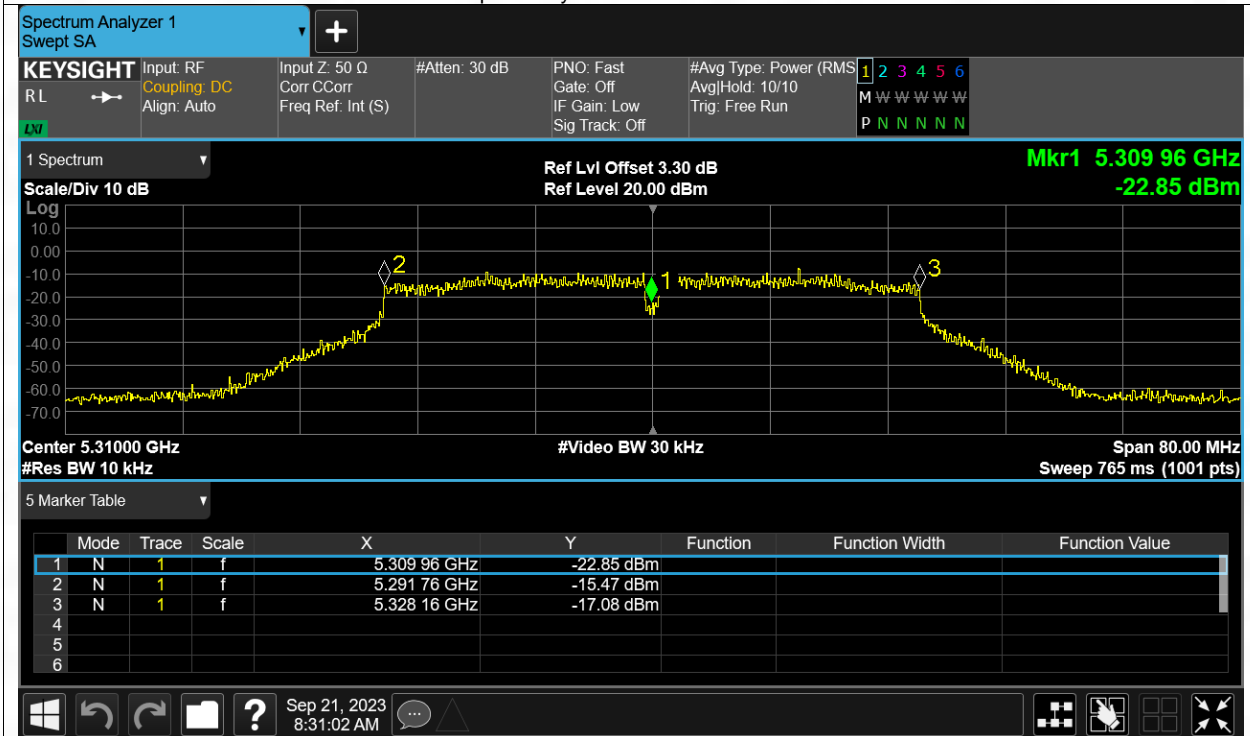 Spectrum Analyzer 1
Swept SA
+
KEYSIGHT
R L
LXI
Input: RF
Coupling: DC
Align: Auto
Input Z: 50 Ω
Corr CCorr
Freq Ref: Int (S)
#Atten: 30 dB
PNO: Fast
Gate: Off
IF Gain: Low
Sig Track: Off
#Avg Type: Power (RMS
Avg|Hold: 10/10
Trig: Free Run
1 2 3 4 5 6
M W W W W W
P N N N N N
1 Spectrum
Scale/Div 10 dB
Ref Lvl Offset 3.30 dB
Ref Level 20.00 dBm
Mkr1 5.309 96 GHz
-22.85 dBm
Log
10.0
0.00
-10.0
-20.0
-30.0
-40.0
-50.0
-60.0
-70.0
2
1
3
Center 5.31000 GHz
#Video BW 30 kHz
Span 80.00 MHz
#Res BW 10 kHz
Sweep 765 ms (1001 pts)
5 Marker Table
Mode Trace Scale X Y Function Function Width Function Value
1 N 1 f 5.309 96 GHz -22.85 dBm
2 N 1 f 5.291 76 GHz -15.47 dBm
3 N 1 f 5.328 16 GHz -17.08 dBm
4
5
6
?
Sep 21, 2023
8:31:02 AM